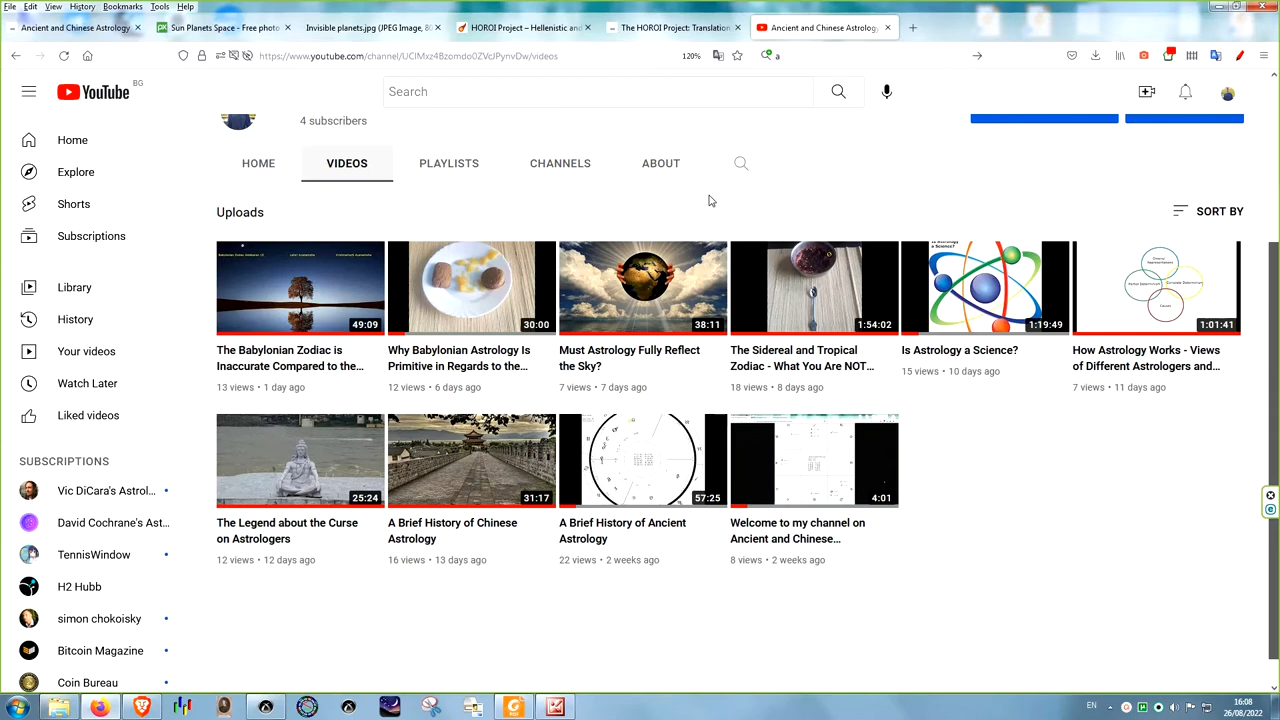 File Edit View History Bookmarks Tools Help
Ancient and Chinese Astrology
Sun Planets Space - Free photo
Invisible planets.jpg (JPEG Image, 80
HOROI Project – Hellenistic and
The HOROI Project: Translation
Ancient and Chinese Astrology
https://www.youtube.com/channel/UCIMxz4Bzomdo0ZVcJPynvDw/videos
120%
a
YouTube BG
Search
4 subscribers
HOME VIDEOS PLAYLISTS CHANNELS ABOUT
Home
Explore
Shorts
Subscriptions
Library
History
Your videos
Watch Later
Liked videos
SUBSCRIPTIONS
Vic DiCara's Astrol...
David Cochrane's Ast...
TennisWindow
H2 Hubb
simon chokoisky
Bitcoin Magazine
Coin Bureau
Uploads
SORT BY
49:09
The Babylonian Zodiac is
Inaccurate Compared to the...
13 views • 1 day ago
30:00
Why Babylonian Astrology Is
Primitive in Regards to the...
12 views • 6 days ago
38:11
Must Astrology Fully Reflect
the Sky?
7 views • 7 days ago
1:54:02
The Sidereal and Tropical
Zodiac - What You Are NOT...
18 views • 8 days ago
a Science?
1:19:49
Is Astrology a Science?
15 views • 10 days ago
1:01:41
How Astrology Works - Views
of Different Astrologers and...
7 views • 11 days ago
25:24
The Legend about the Curse
on Astrologers
12 views • 12 days ago
31:17
A Brief History of Chinese
Astrology
16 views • 13 days ago
57:25
A Brief History of Ancient
Astrology
22 views • 2 weeks ago
4:01
Welcome to my channel on
Ancient and Chinese...
8 views • 2 weeks ago
EN
16:08
26/08/2022